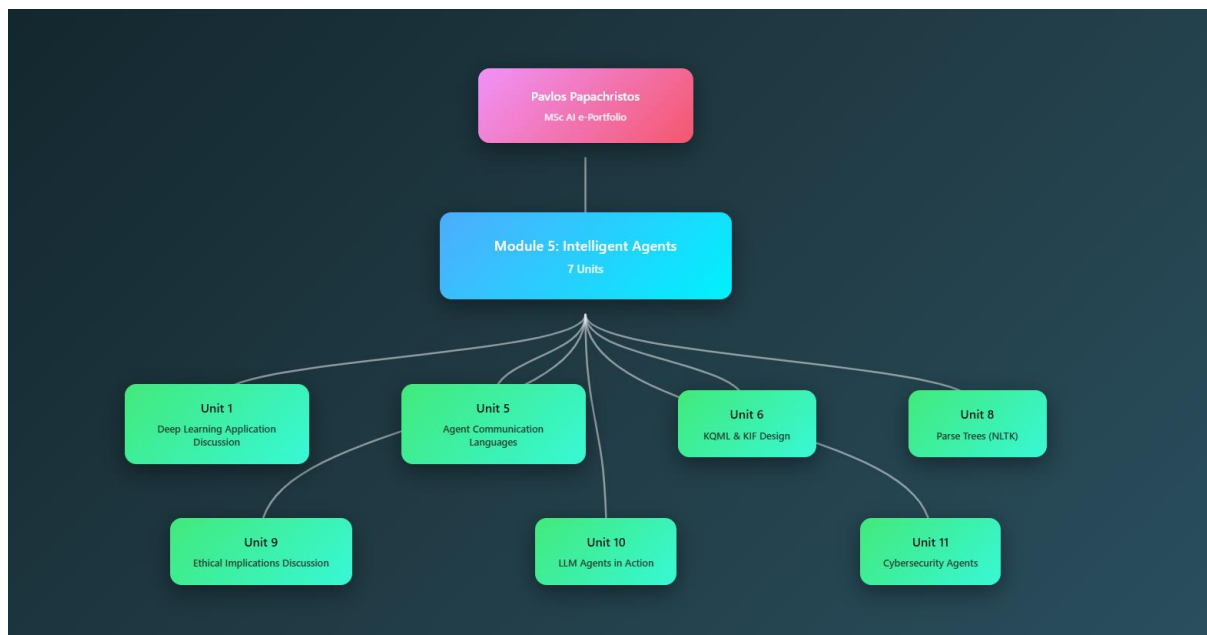 Pavlos Papachristos
MSc AI e-Portfolio
Module 5: Intelligent Agents
7 Units
Unit 1
Deep Learning Application
Discussion
Unit 5
Agent Communication
Languages
Unit 6
KQML & KIF Design
Unit 8
Parse Trees (NLTK)
Unit 9
Ethical Implications Discussion
Unit 10
LLM Agents in Action
Unit 11
Cybersecurity Agents